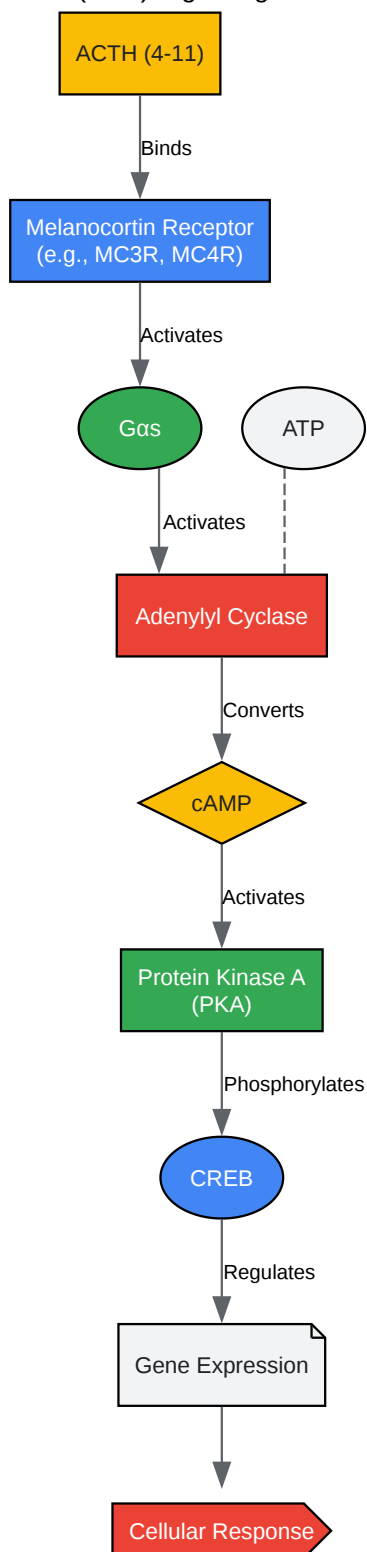 ACTH (4-11)
Binds
Melanocortin Receptor
(e.g., MC3R, MC4R)
Activates
Gαs
ATP
Activates
Adenylyl Cyclase
Converts
cAMP
Activates
Protein Kinase A
(PKA)
Phosphorylates
CREB
Regulates
Gene Expression
Cellular Response